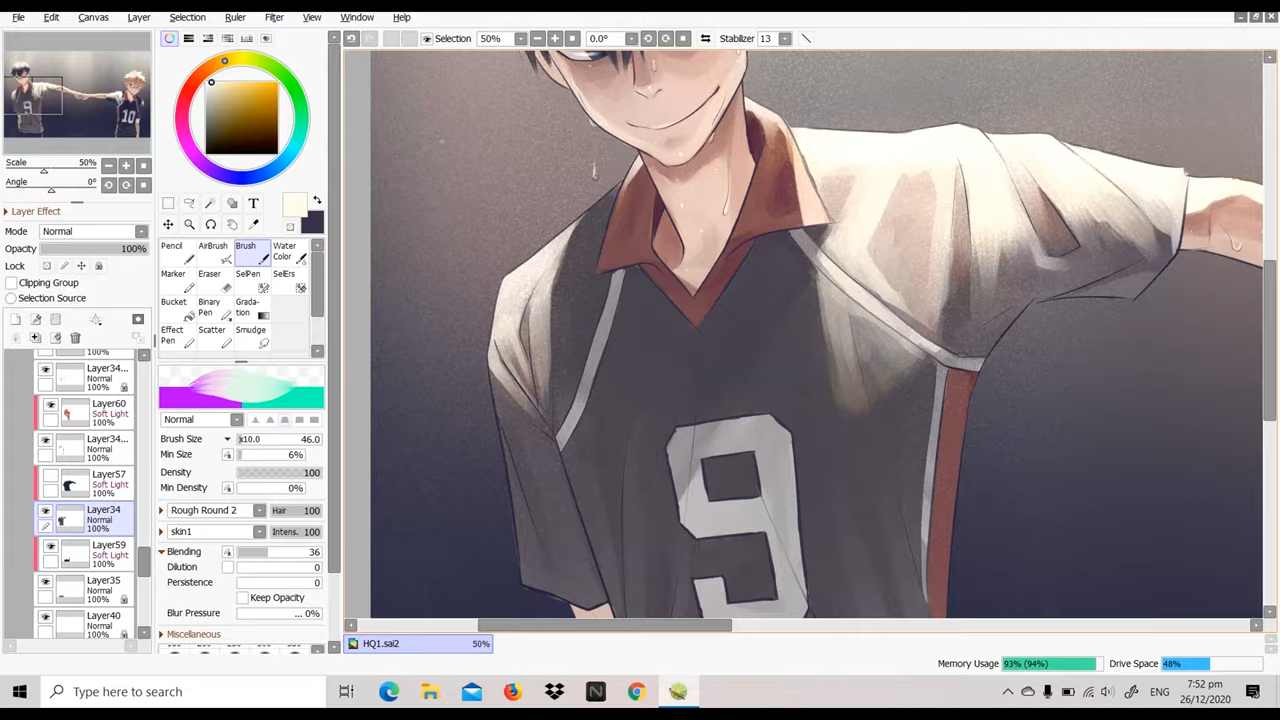 File Edit Canvas Layer Selection Ruler Filter View Window Help
Selection 50% 0.0° Stabilizer 13
Scale 50%
Angle 0°
Layer Effect
Mode Normal
Opacity 100%
Lock
Clipping Group
Selection Source
100%
Layer34...
Normal
100%
Layer60
Soft Light
100%
Layer34...
Normal
100%
Layer57
Soft Light
100%
Layer34
Normal
100%
Layer59
Soft Light
100%
Layer35
Normal
100%
Layer40
Normal
100%
T
Pencil AirBrush Brush Water Color
Marker Eraser SelPen SelErs
Bucket Binary Pen Grada-tion
Effect Pen Scatter Smudge
Normal
Brush Size x10.0 46.0
Min Size 6%
Density 100
Min Density 0%
Rough Round 2 Hair 100
skin1 Intens. 100
Blending 36
Dilution 0
Persistence 0
Keep Opacity
Blur Pressure ... 0%
Miscellaneous
9
10
9
HQ1.sai2 50%
Memory Usage 93% (94%) Drive Space 48%
Type here to search
N
ENG
7:52 pm
26/12/2020